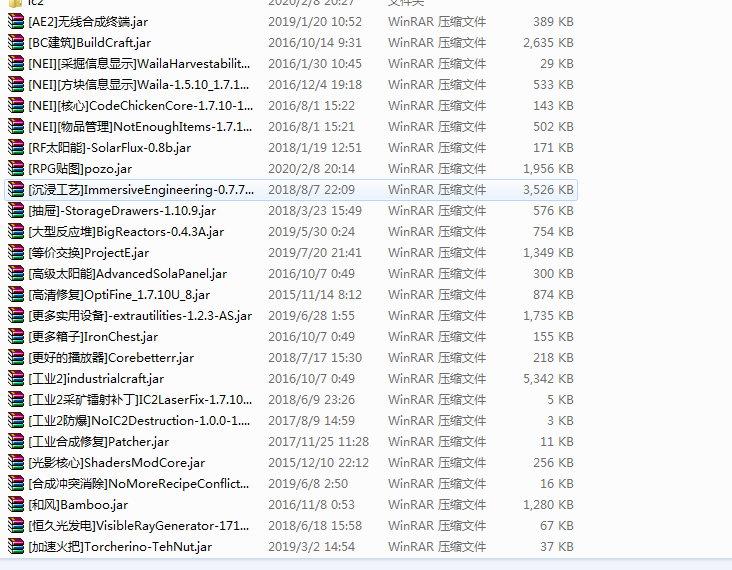 ic2 2020/2/8 20:27 文件夹
[AE2]无线合成终端.jar 2019/1/20 10:52 WinRAR 压缩文件 389 KB
[BC建筑]BuildCraft.jar 2016/10/14 9:31 WinRAR 压缩文件 2,635 KB
[NEI][采掘信息显示]WailaHarvestabilit... 2016/1/30 10:45 WinRAR 压缩文件 29 KB
[NEI][方块信息显示]Waila-1.5.10_1.7.1... 2016/12/4 19:18 WinRAR 压缩文件 533 KB
[NEI][核心]CodeChickenCore-1.7.10-1... 2016/8/1 15:22 WinRAR 压缩文件 143 KB
[NEI][物品管理]NotEnoughItems-1.7.1... 2016/8/1 15:21 WinRAR 压缩文件 502 KB
[RF太阳能]-SolarFlux-0.8b.jar 2018/1/19 12:51 WinRAR 压缩文件 171 KB
[RPG贴图]pozo.jar 2020/2/8 20:14 WinRAR 压缩文件 1,956 KB
[沉浸工艺]ImmersiveEngineering-0.7.7... 2018/8/7 22:09 WinRAR 压缩文件 3,526 KB
[抽屉]-StorageDrawers-1.10.9.jar 2018/3/23 15:49 WinRAR 压缩文件 576 KB
[大型反应堆]BigReactors-0.4.3A.jar 2019/5/30 0:24 WinRAR 压缩文件 754 KB
[等价交换]ProjectE.jar 2019/7/20 21:41 WinRAR 压缩文件 1,349 KB
[高级太阳能]AdvancedSolaPanel.jar 2016/10/7 0:49 WinRAR 压缩文件 300 KB
[高清修复]OptiFine_1.7.10U_8.jar 2015/11/14 8:12 WinRAR 压缩文件 874 KB
[更多实用设备]-extrautilities-1.2.3-AS.jar 2019/6/28 1:55 WinRAR 压缩文件 1,735 KB
[更多箱子]IronChest.jar 2016/10/7 0:49 WinRAR 压缩文件 155 KB
[更好的播放器]Corebetterr.jar 2018/7/17 15:30 WinRAR 压缩文件 218 KB
[工业2]industrialcraft.jar 2016/10/7 0:49 WinRAR 压缩文件 5,342 KB
[工业2采矿镭射补丁]IC2LaserFix-1.7.10... 2018/6/9 23:26 WinRAR 压缩文件 5 KB
[工业2防爆]NoIC2Destruction-1.0.0-1.... 2017/8/9 14:59 WinRAR 压缩文件 3 KB
[工业合成修复]Patcher.jar 2017/11/25 11:28 WinRAR 压缩文件 11 KB
[光影核心]ShadersModCore.jar 2015/12/10 22:12 WinRAR 压缩文件 256 KB
[合成冲突消除]NoMoreRecipeConflict... 2019/6/8 2:50 WinRAR 压缩文件 16 KB
[和风]Bamboo.jar 2016/11/8 0:53 WinRAR 压缩文件 1,280 KB
[恒久光发电]VisibleRayGenerator-171... 2018/6/18 15:58 WinRAR 压缩文件 67 KB
[加速火把]Torcherino-TehNut.jar 2019/3/2 14:54 WinRAR 压缩文件 37 KB